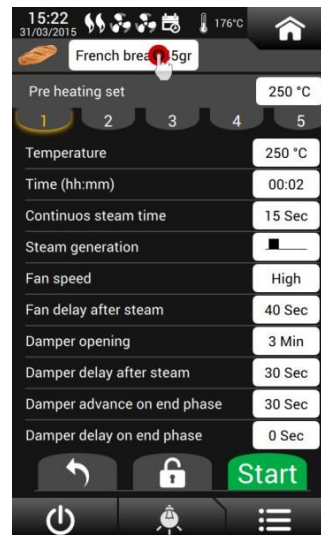 15:22
31/03/2015
176°C
French brea 5gr
Pre heating set 250 °C
1 2 3 4 5
Temperature 250 °C
Time (hh:mm) 00:02
Continuos steam time 15 Sec
Steam generation
Fan speed High
Fan delay after steam 40 Sec
Damper opening 3 Min
Damper delay after steam 30 Sec
Damper advance on end phase 30 Sec
Damper delay on end phase 0 Sec
Start